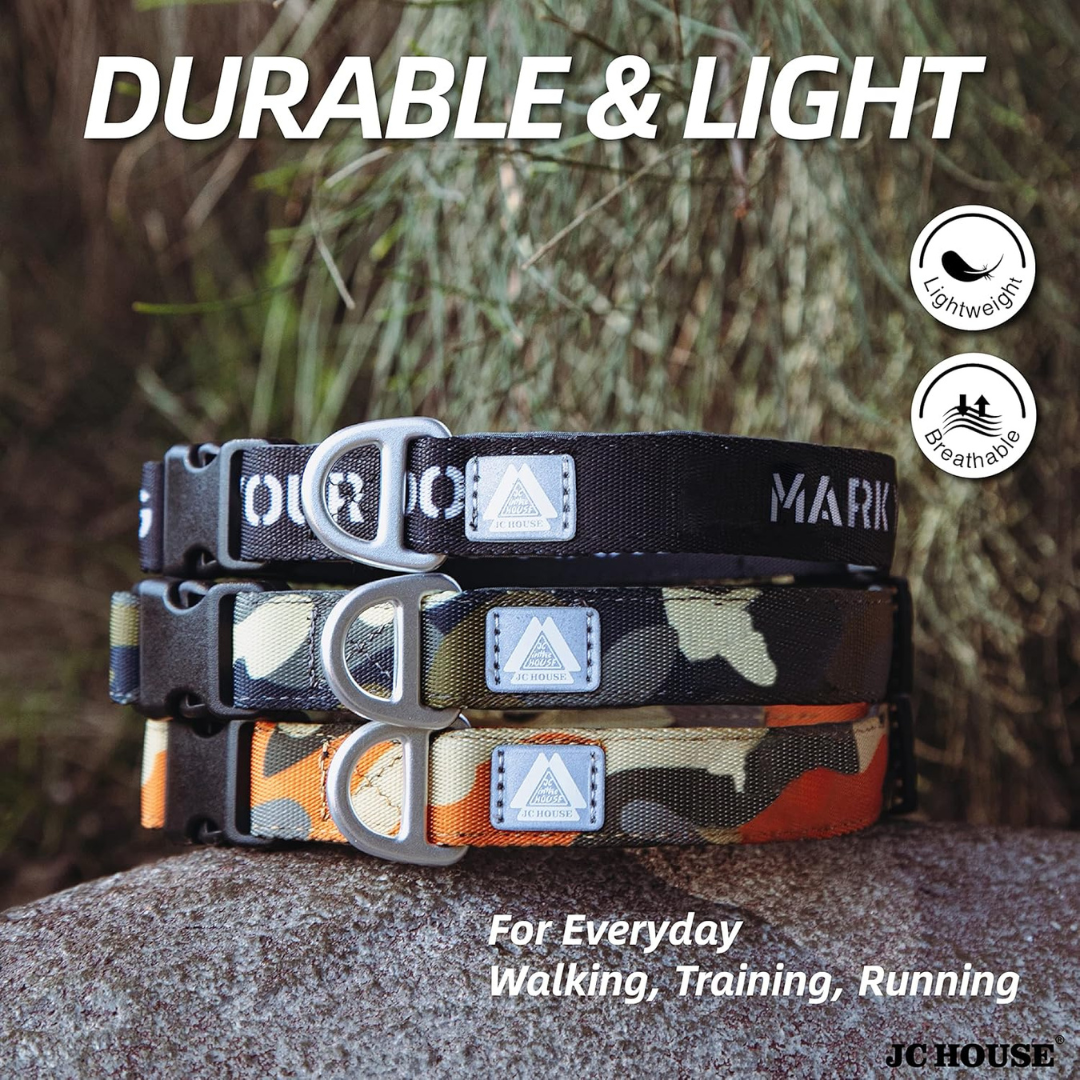 DURABLE & LIGHT
Lightweight
Breathable
OUR DO
JC HOUSE
MARK
JC HOUSE
JC HOUSE
For Everyday
Walking, Training, Running
JC HOUSE®